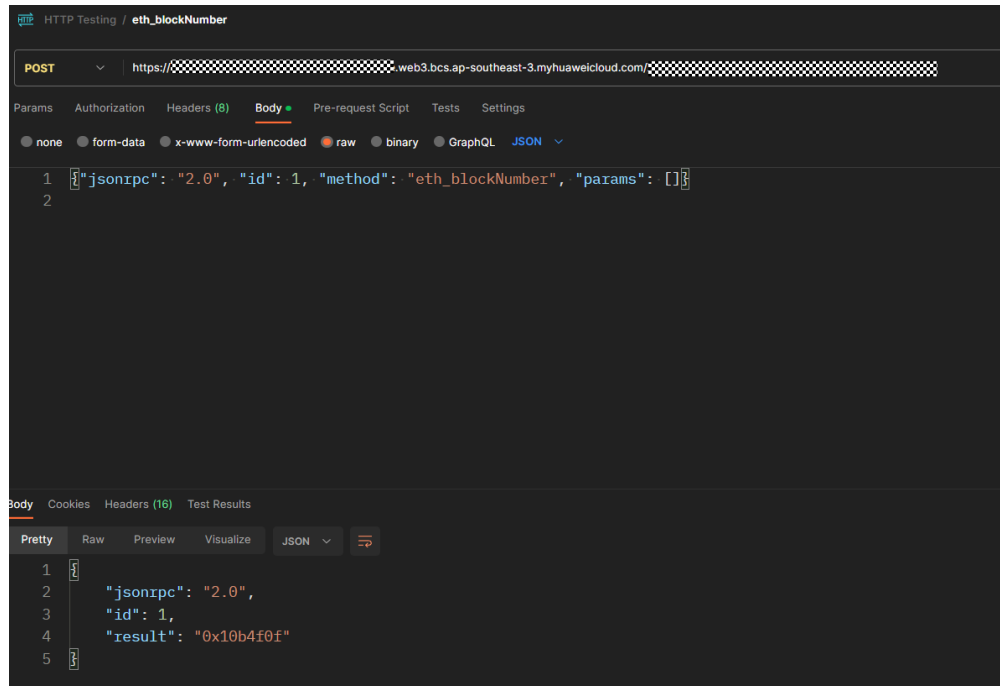 HTTP HTTP Testing / eth_blockNumber
POST https:// .web3.bcs.ap-southeast-3.myhuaweicloud.com/
Params Authorization Headers (8) Body Pre-request Script Tests Settings
none form-data x-www-form-urlencoded raw binary GraphQL JSON
1 {"jsonrpc": "2.0", "id": 1, "method": "eth_blockNumber", "params": []}
2
Body Cookies Headers (16) Test Results
Pretty Raw Preview Visualize JSON
1 {
2 "jsonrpc": "2.0",
3 "id": 1,
4 "result": "0x10b4f0f"
5 }